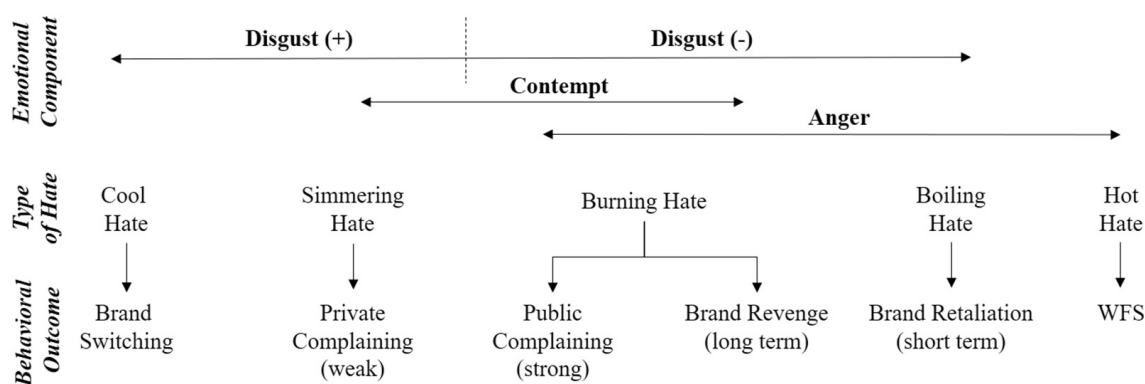 Emotional
Component
Disgust (+)
Disgust (-)
Contempt
Anger
Type
of Hate
Cool
Hate
Simmering
Hate
Burning Hate
Boiling
Hate
Hot
Hate
Behavioral
Outcome
Brand
Switching
Private
Complaining
(weak)
Public
Complaining
(strong)
Brand Revenge
(long term)
Brand Retaliation
(short term)
WFS